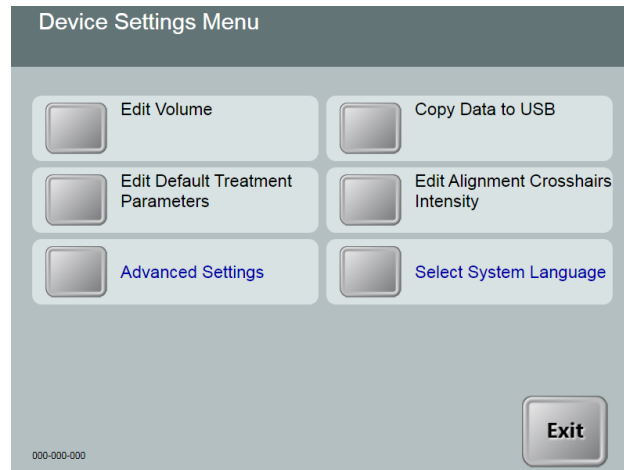 Device Settings Menu
Edit Volume
Copy Data to USB
Edit Default Treatment
Parameters
Edit Alignment Crosshairs
Intensity
Advanced Settings
Select System Language
Exit
000-000-000